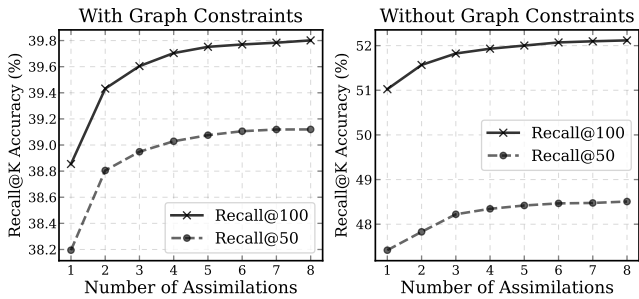 With Graph Constraints
Recall@K Accuracy (%)
39.8
39.6
39.4
39.2
39.0
38.8
38.6
38.4
38.2
Recall@100
Recall@50
1 2 3 4 5 6 7 8
Number of Assimilations
Without Graph Constraints
Recall@K Accuracy (%)
52
51
50
49
48
Recall@100
Recall@50
1 2 3 4 5 6 7 8
Number of Assimilations